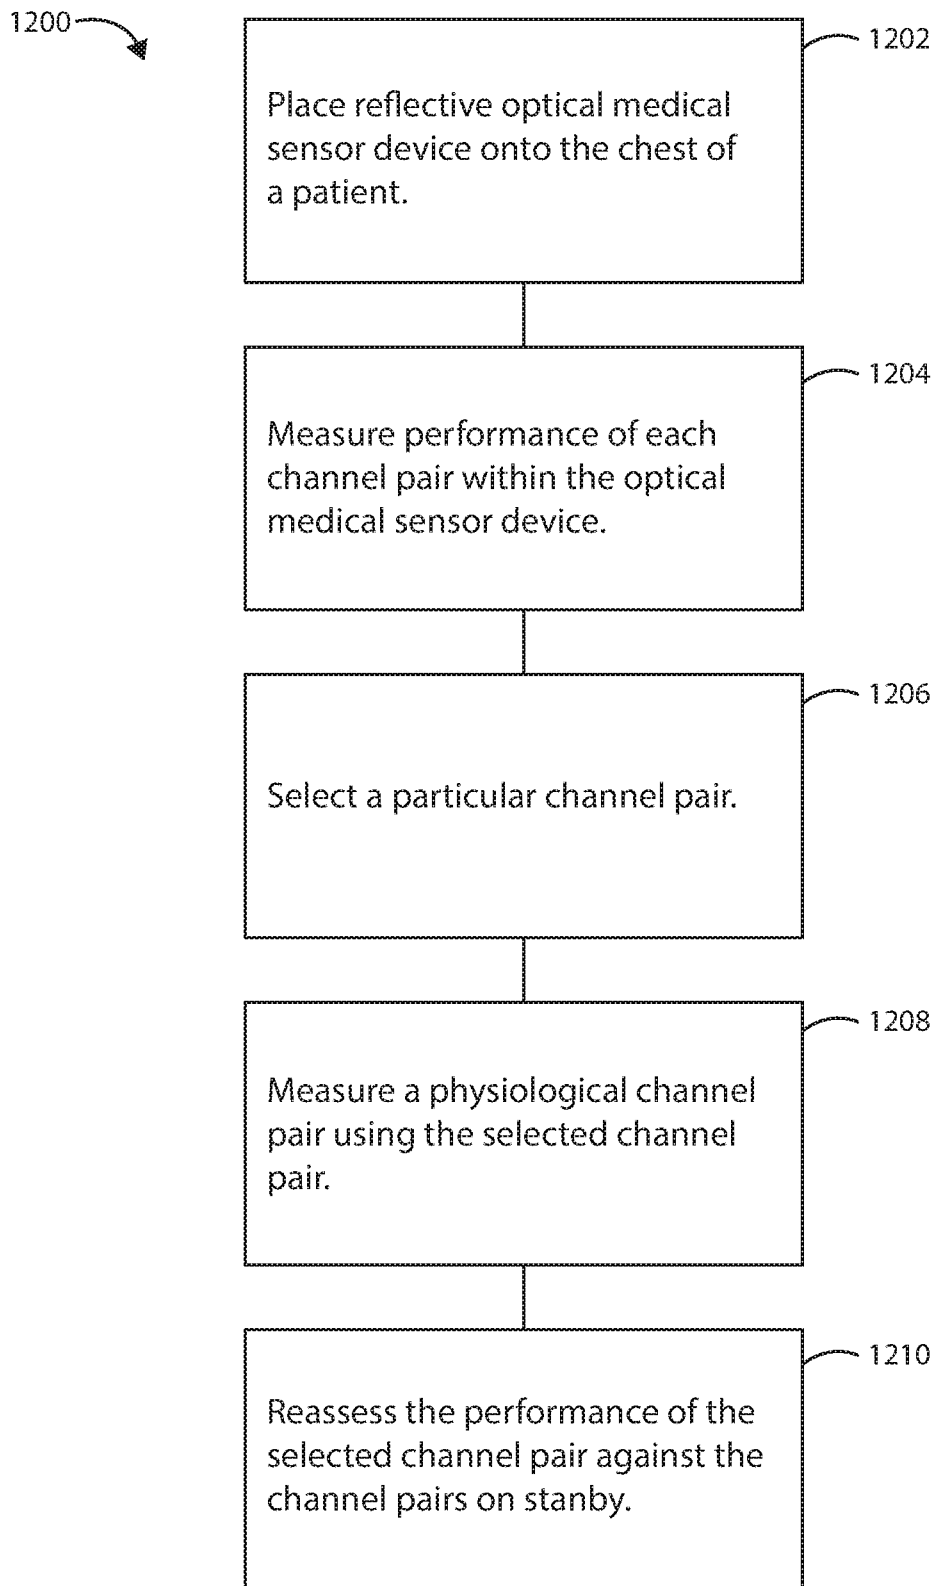 1200
1202
Place reflective optical medical
sensor device onto the chest of
a patient.
1204
Measure performance of each
channel pair within the optical
medical sensor device.
1206
Select a particular channel pair.
1208
Measure a physiological channel
pair using the selected channel
pair.
1210
Reassess the performance of the
selected channel pair against the
channel pairs on stanby.